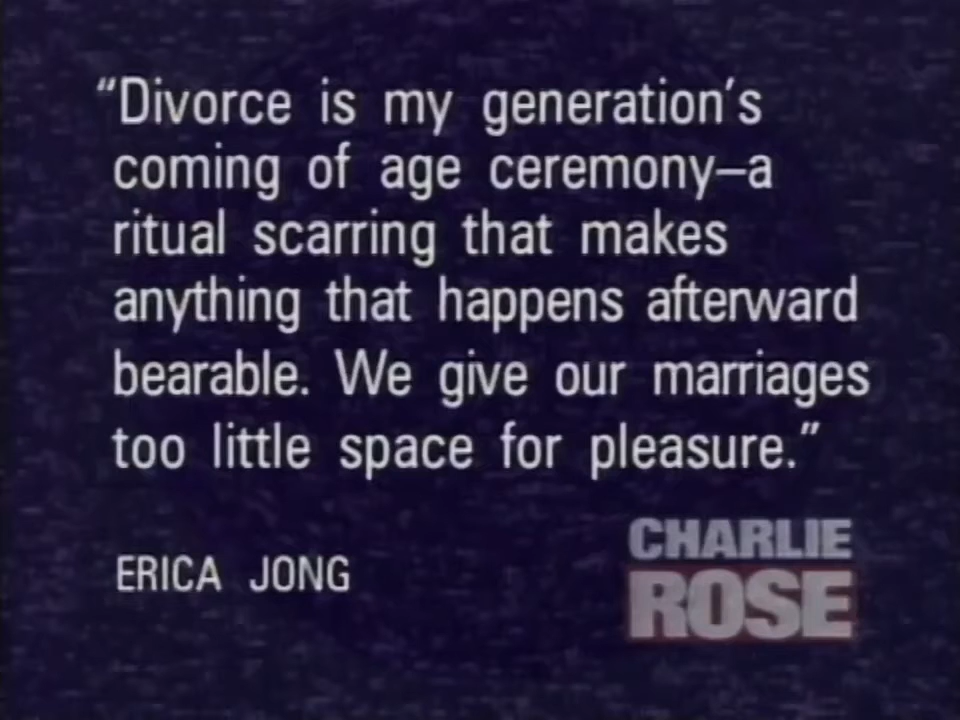 “Divorce is my generation’s
coming of age ceremony–a
ritual scarring that makes
anything that happens afterward
bearable. We give our marriages
too little space for pleasure.”
ERICA JONG
CHARLIE
ROSE